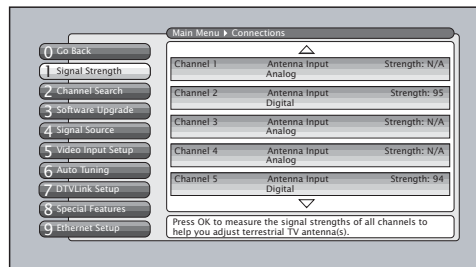 Main Menu Connections
0 Go Back
1 Signal Strength
2 Channel Search
3 Software Upgrade
4 Signal Source
5 Video Input Setup
6 Auto Tuning
7 DTVLink Setup
8 Special Features
9 Ethernet Setup
Channel 1 Antenna Input Strength: N/A
Analog
Channel 2 Antenna Input Strength: 95
Digital
Channel 3 Antenna Input Strength: N/A
Analog
Channel 4 Antenna Input Strength: N/A
Analog
Channel 5 Antenna Input Strength: 94
Digital
Press OK to measure the signal strengths of all channels to
help you adjust terrestrial TV antenna(s).